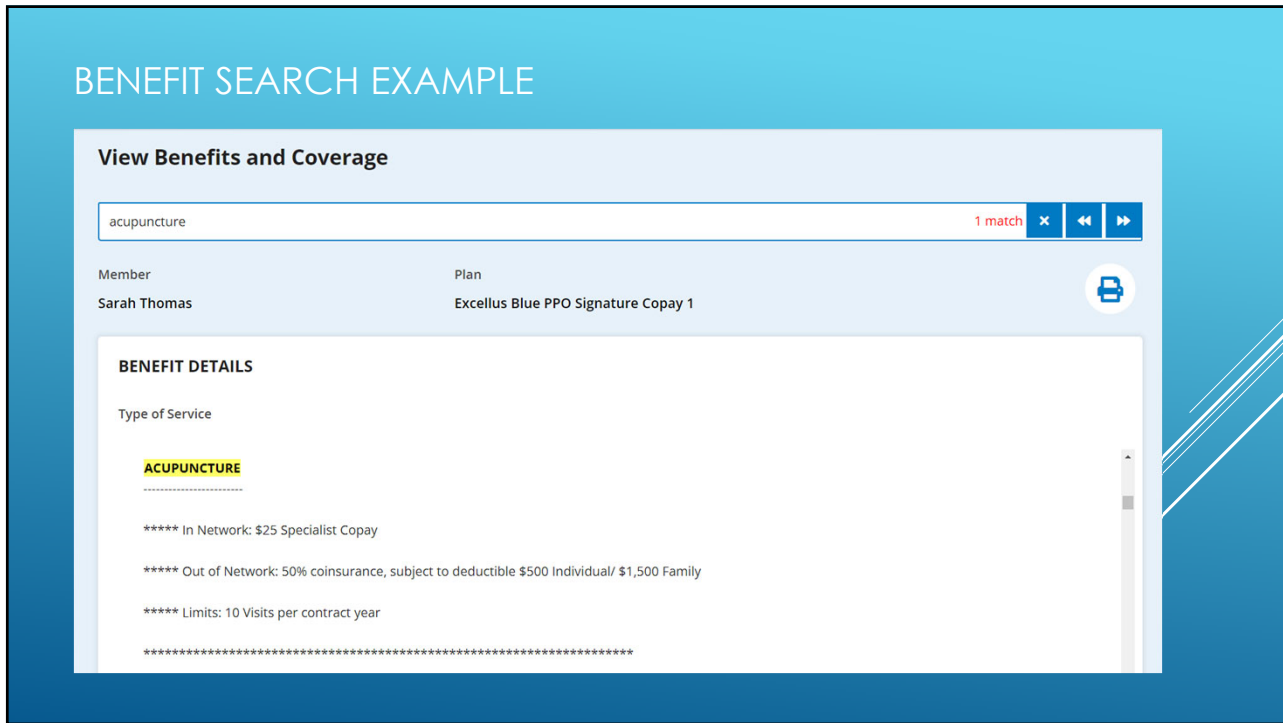 BENEFIT SEARCH EXAMPLE
View Benefits and Coverage
acupuncture 1 match
Member Plan
Sarah Thomas Excellus Blue PPO Signature Copay 1
BENEFIT DETAILS
Type of Service
ACUPUNCTURE
------------------------
***** In Network: $25 Specialist Copay
***** Out of Network: 50% coinsurance, subject to deductible $500 Individual/ $1,500 Family
***** Limits: 10 Visits per contract year
*********************************************************************